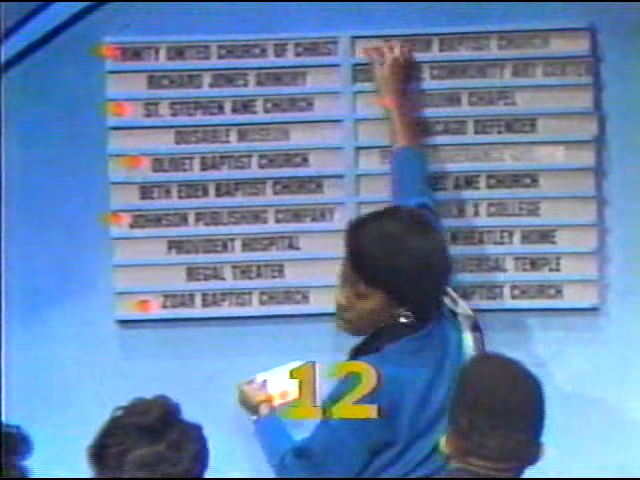 TRINITY UNITED CHURCH OF CHRIST
RICHARD JONES ARMORY
ST. STEPHEN AME CHURCH
DUSABLE MUSEUM
OLIVET BAPTIST CHURCH
BETH EDEN BAPTIST CHURCH
JOHNSON PUBLISHING COMPANY
PROVIDENT HOSPITAL
REGAL THEATER
ZOAR BAPTIST CHURCH
BAPTIST CHURCH
COMMUNITY ART CENTER
CHAPEL
DEFENDER
AME CHURCH
X COLLEGE
WHEATLEY HOME
TEMPLE
BAPTIST CHURCH
12